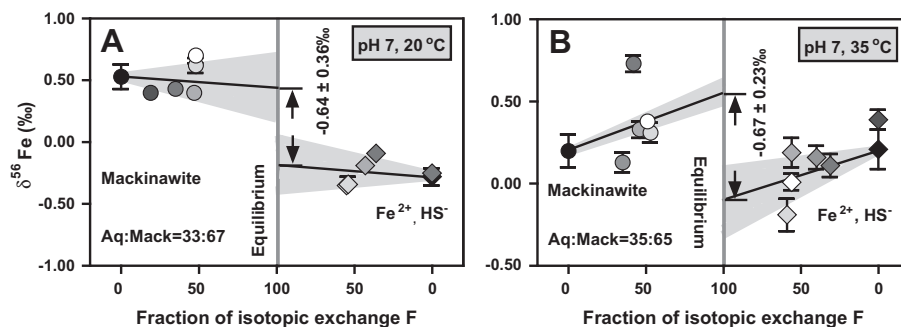 A
pH 7, 20 °C
1.00
0.50
0.00
-0.50
-1.00
δ56 Fe (‰)
-0.64 ± 0.36‰
Mackinawite
Aq:Mack=33:67
Equilibrium
Fe2+, HS-
0 50 100 50 0
Fraction of isotopic exchange F
B
pH 7, 35 °C
1.00
0.50
0.00
-0.50
-0.67 ± 0.23‰
Mackinawite
Aq:Mack=35:65
Equilibrium
Fe2+, HS-
0 50 100 50 0
Fraction of isotopic exchange F